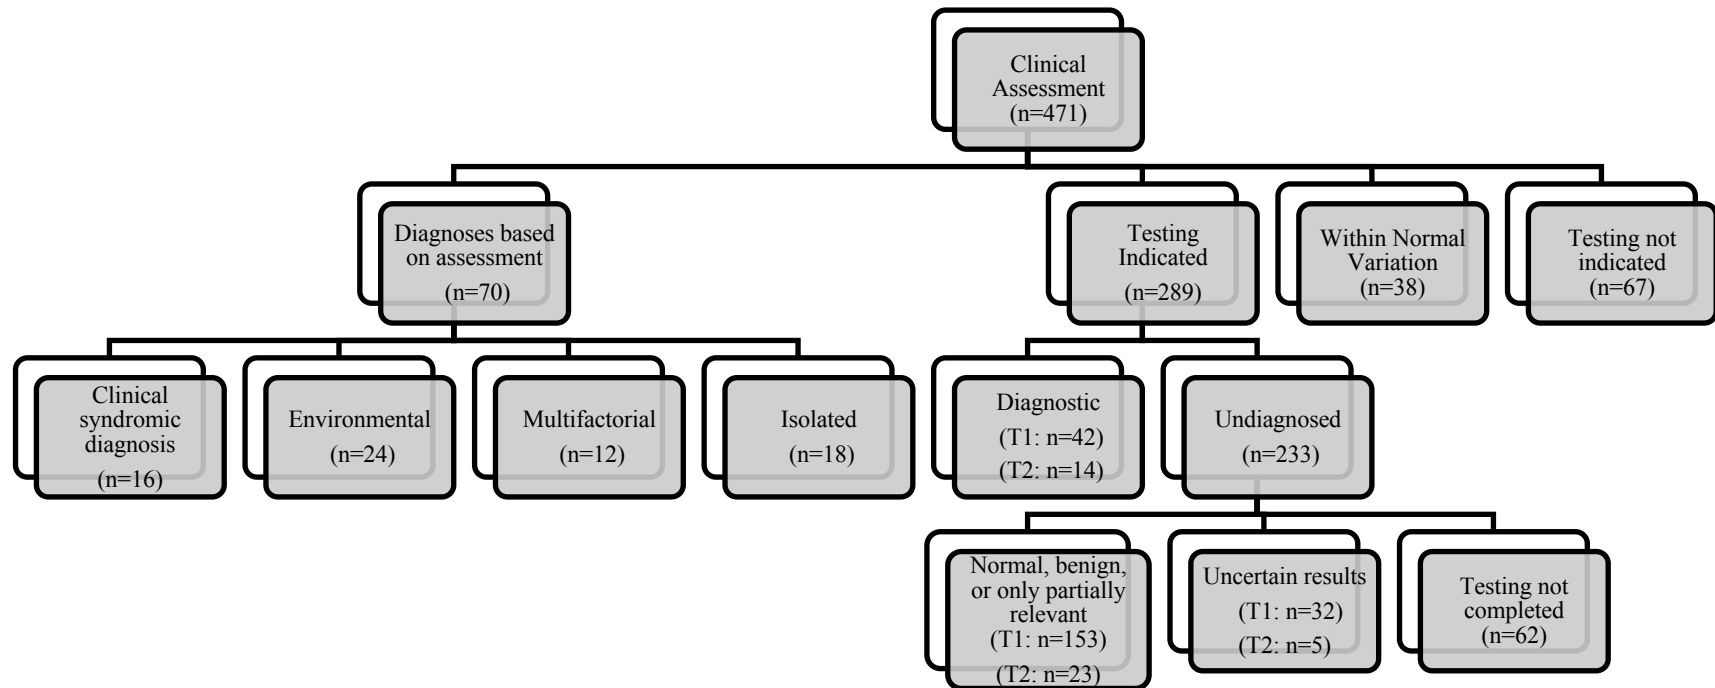 Clinical
Assessment
(n=471)
Diagnoses based
on assessment
(n=70)
Testing
Indicated
(n=289)
Within Normal
Variation
(n=38)
Testing not
indicated
(n=67)
Clinical
syndromic
diagnosis
(n=16)
Environmental
(n=24)
Multifactorial
(n=12)
Isolated
(n=18)
Diagnostic
(T1: n=42)
(T2: n=14)
Undiagnosed
(n=233)
Normal, benign,
or only partially
relevant
(T1: n=153)
(T2: n=23)
Uncertain results
(T1: n=32)
(T2: n=5)
Testing not
completed
(n=62)